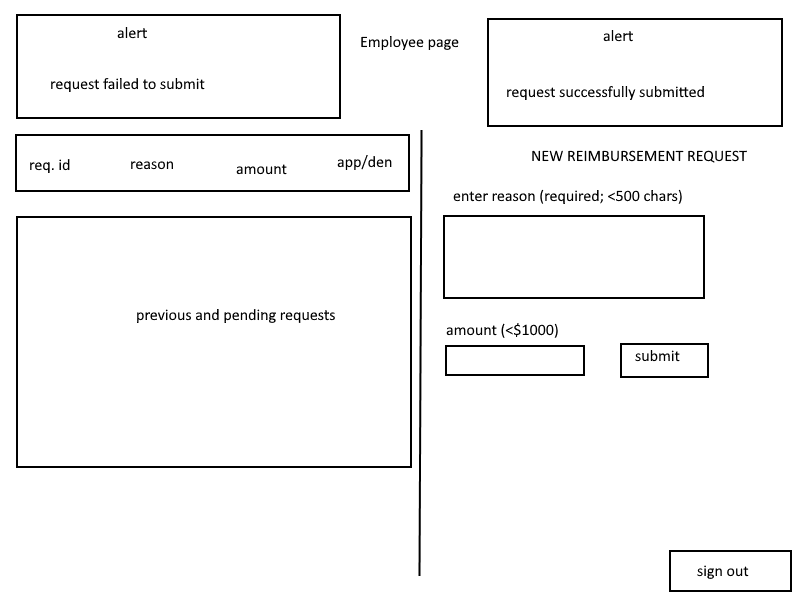 alert
request failed to submit
Employee page
alert
request successfully submitted
req. id reason amount app/den
previous and pending requests
NEW REIMBURSEMENT REQUEST
enter reason (required; <500 chars)
amount (<$1000)
submit
sign out